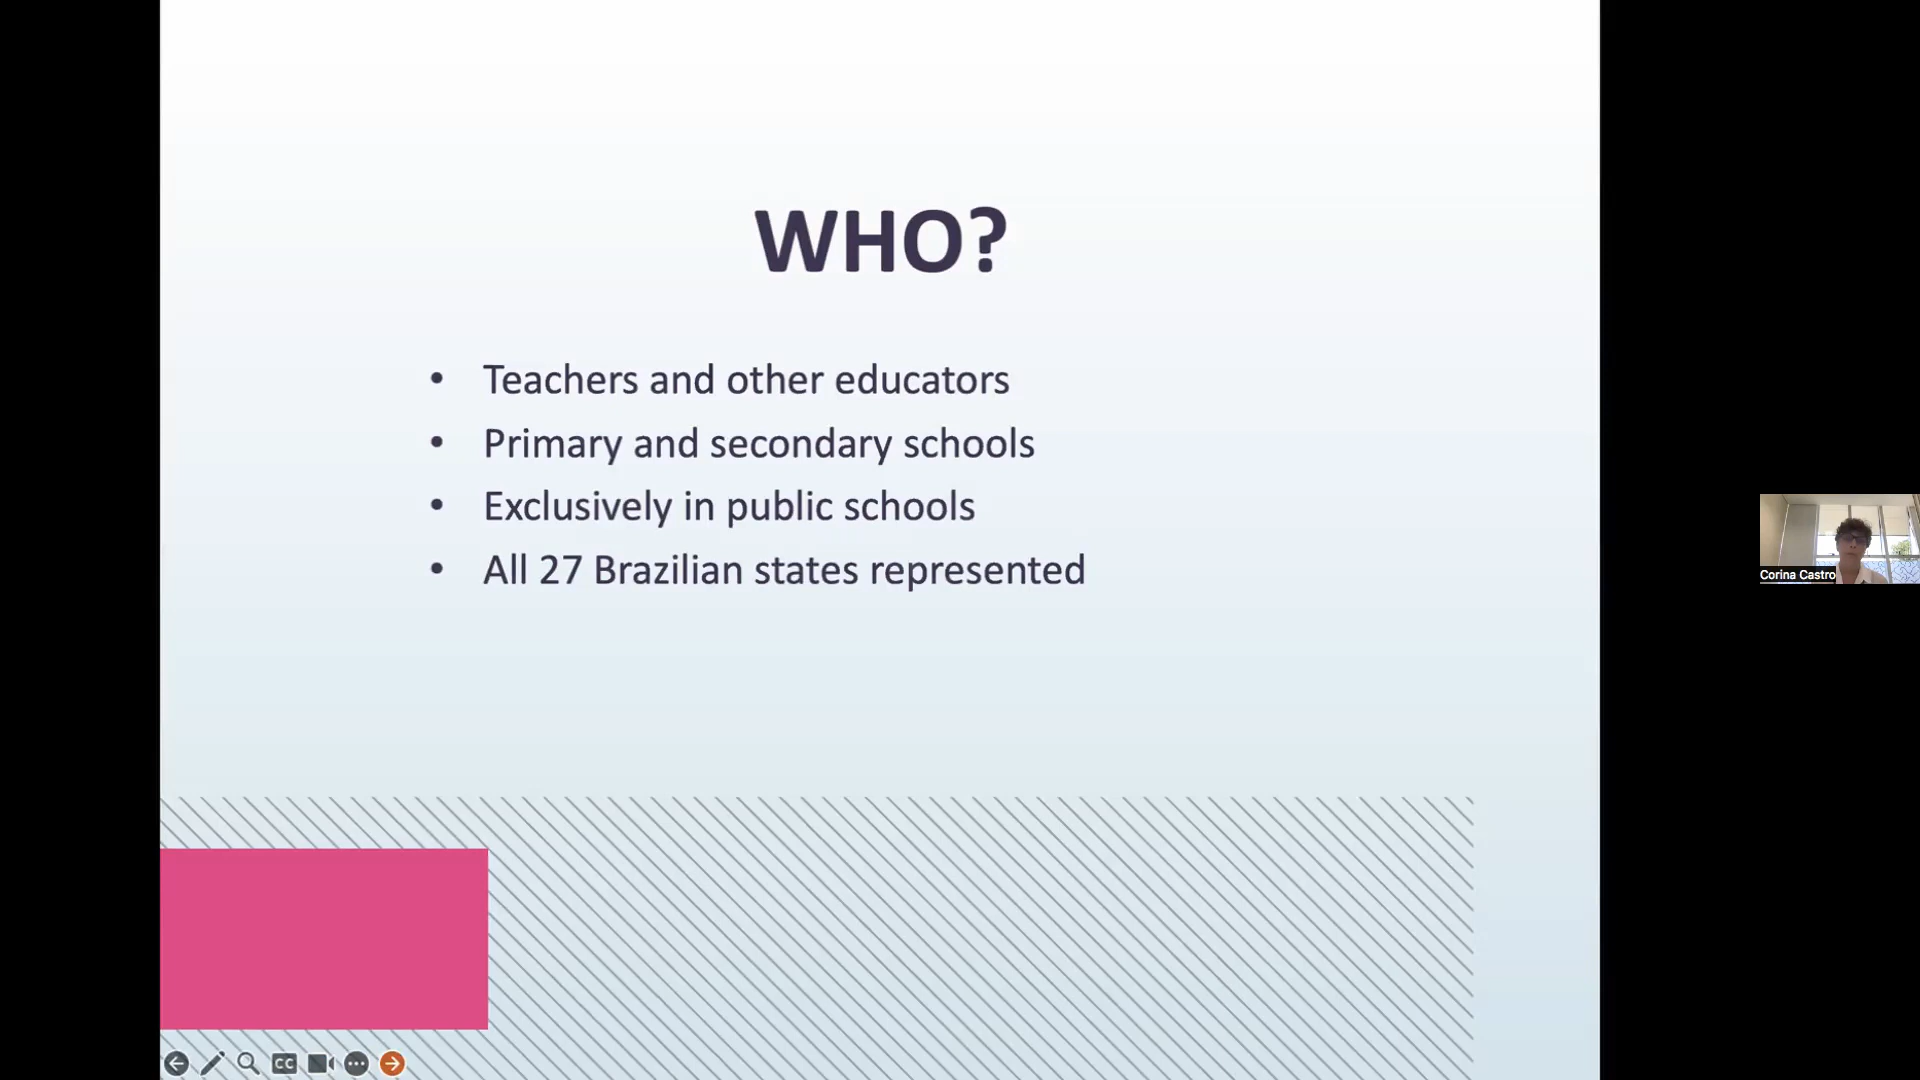 WHO?
• Teachers and other educators
• Primary and secondary schools
• Exclusively in public schools
• All 27 Brazilian states represented
Corina Castro
CC